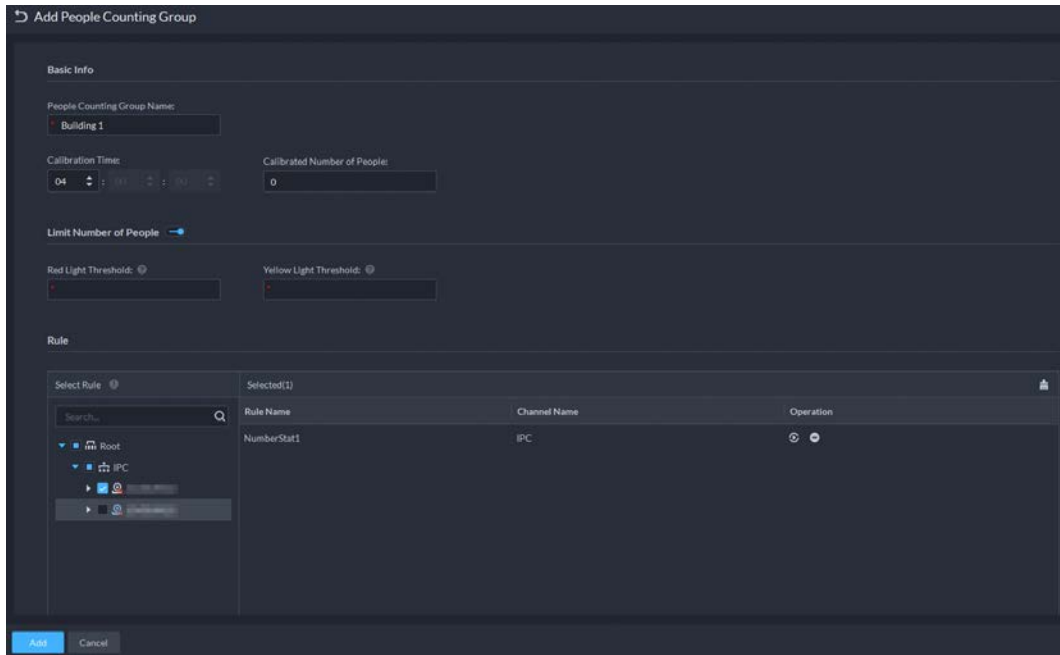 Add People Counting Group
Basic Info
People Counting Group Name:
* Building 1
Calibration Time: Calibrated Number of People:
04 : 00 : 00 0
Limit Number of People
Red Light Threshold: Yellow Light Threshold:
* *
Rule
Select Rule Selected(1)
Search... Rule Name Channel Name Operation
Root NumberStat1 IPC
IPC
Add Cancel